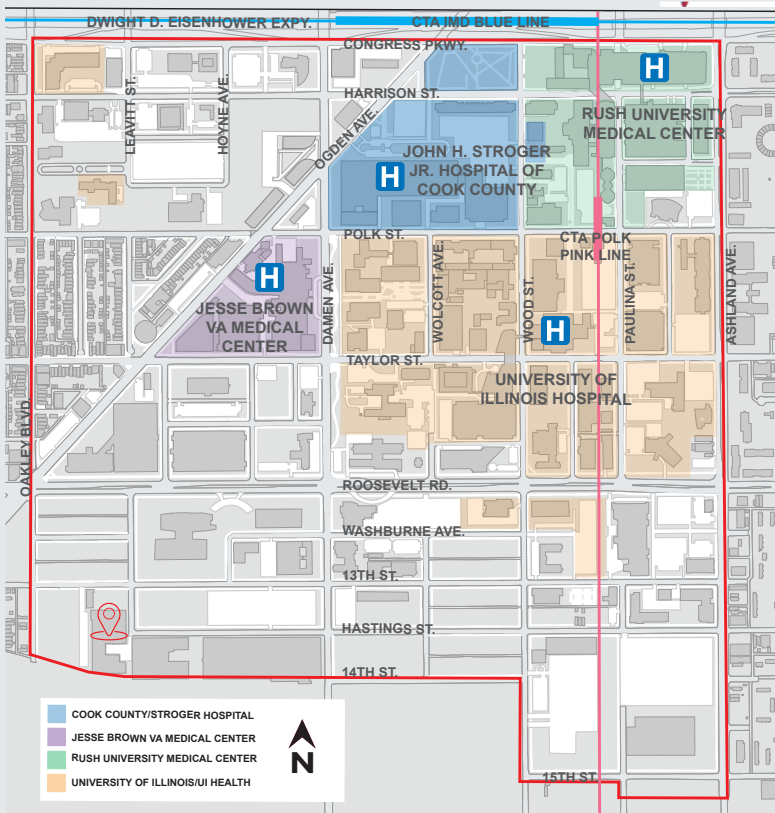 DWIGHT D. EISENHOWER EXPY.
CTA IMD BLUE LINE
CONGRESS PKWY.
H
LEAVITT ST.
HOYNE AVE.
HARRISON ST.
OGDEN AVE.
RUSH UNIVERSITY
MEDICAL CENTER
JOHN H. STROGER
JR. HOSPITAL OF
COOK COUNTY
H
POLK ST.
CTA POLK
PINK LINE
H
JESSE BROWN
VA MEDICAL
CENTER
DAMEN AVE.
WOLCOTT AVE.
WOOD ST.
PAULINA ST.
ASHLAND AVE.
H
TAYLOR ST.
UNIVERSITY OF
ILLINOIS HOSPITAL
OAKLEY BLVD.
ROOSEVELT RD.
WASHBURNE AVE.
13TH ST.
HASTINGS ST.
14TH ST.
15TH ST.
COOK COUNTY/STROGER HOSPITAL
JESSE BROWN VA MEDICAL CENTER
RUSH UNIVERSITY MEDICAL CENTER
UNIVERSITY OF ILLINOIS/UI HEALTH
N